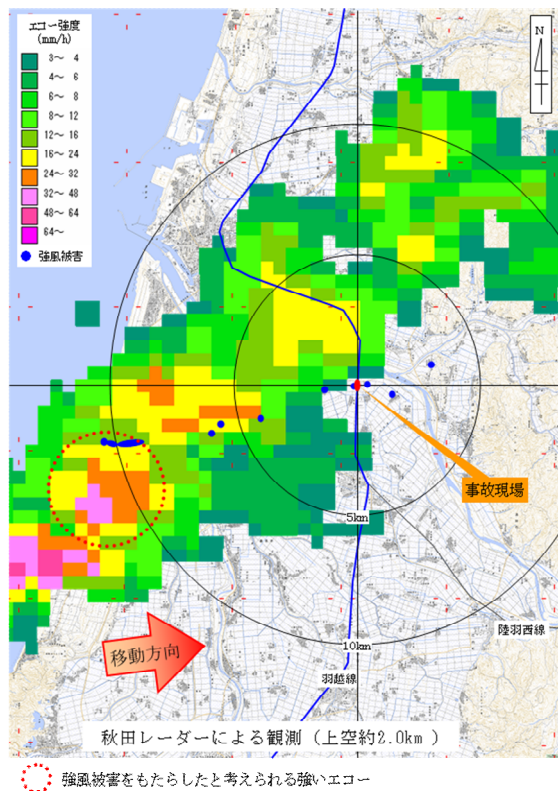 エコー強度
(mm/h)
3～ 4
4～ 6
6～ 8
8～ 12
12～ 16
16～ 24
24～ 32
32～ 48
48～ 64
64～
強風被害
N
事故現場
5km
陸羽西線
10km
移動方向
羽越線
秋田レーダーによる観測（上空約2.0km ）
強風被害をもたらしたと考えられる強いエコー